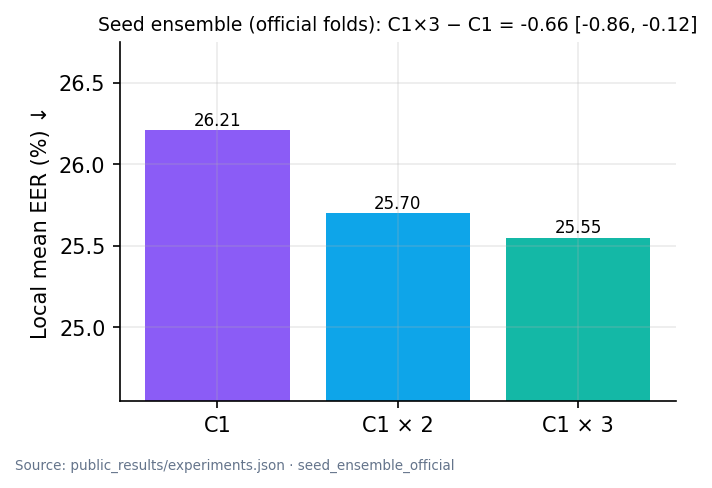 Seed ensemble (official folds): C1×3 − C1 = -0.66 [-0.86, -0.12]
Local mean EER (%) ↓
26.5
26.0
25.5
25.0
26.21
25.70
25.55
C1
C1 × 2
C1 × 3
Source: public_results/experiments.json · seed_ensemble_official